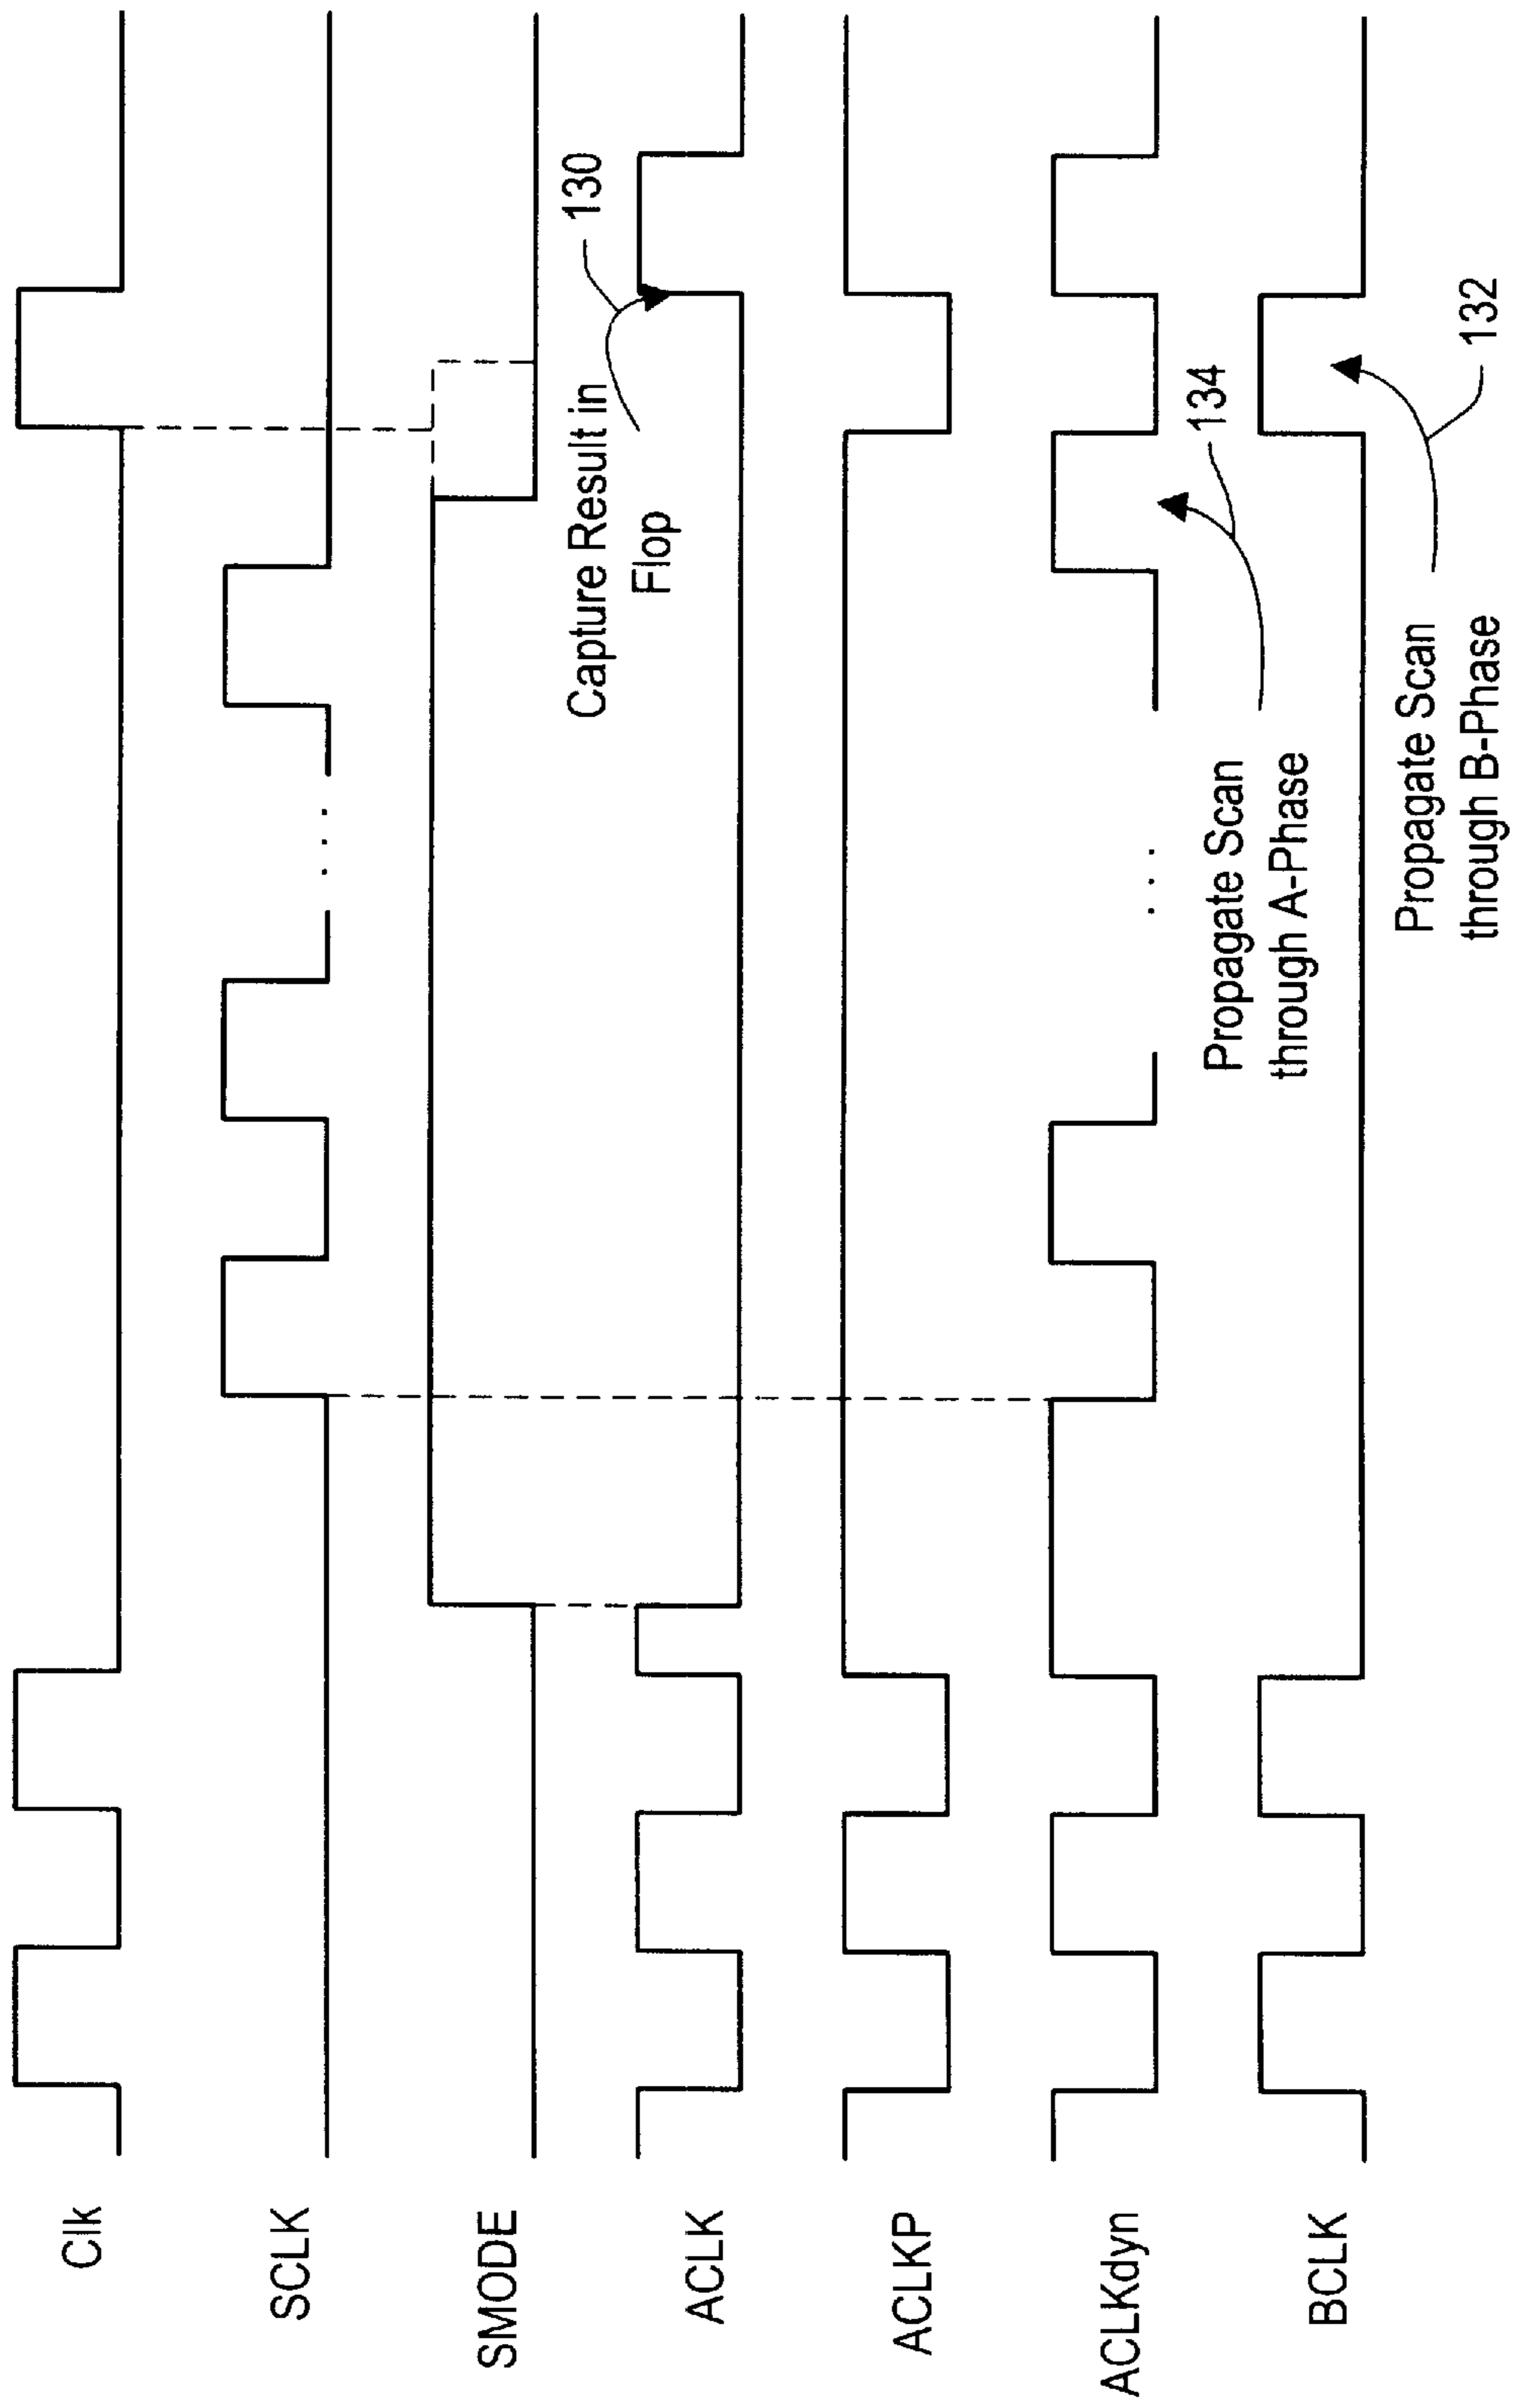 Clk
SCLK
SMODE
Capture Result in
Flop
130
ACLK
ACLKP
ACLKdyn
Propagate Scan
through A-Phase
134
BCLK
Propagate Scan
through B-Phase
132